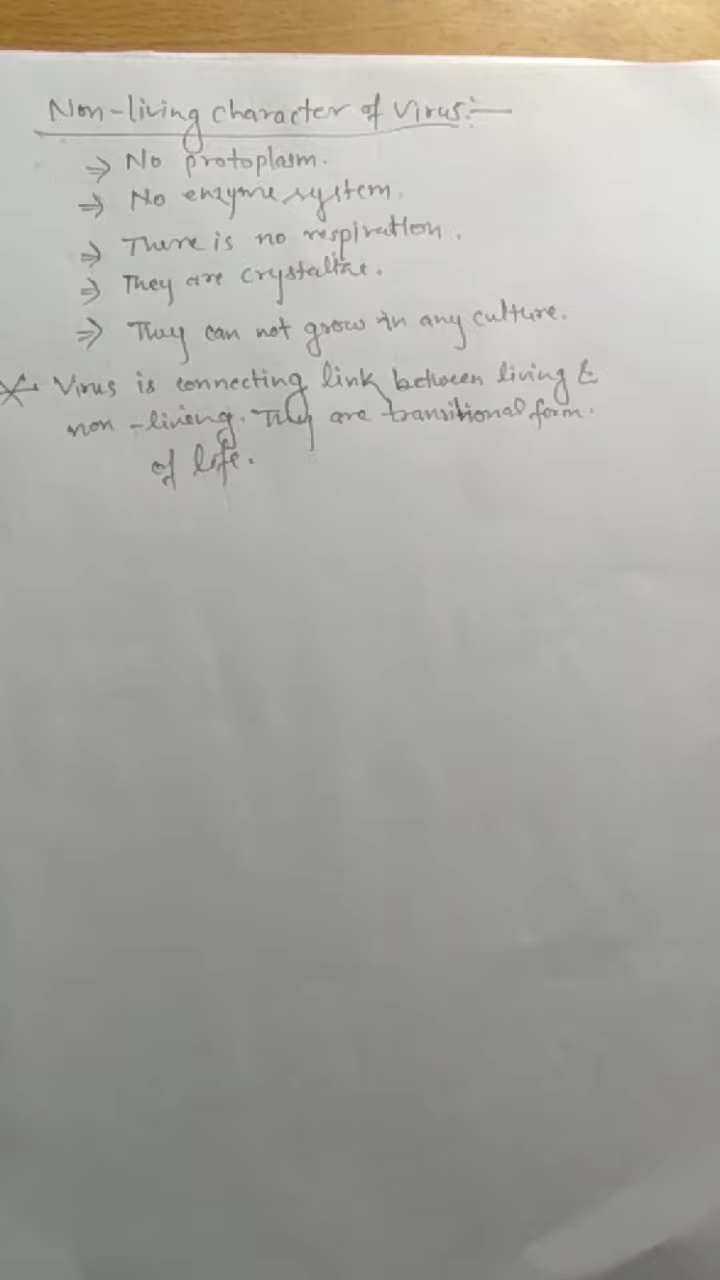 Non-living character of Virus:-
⇒ No protoplasm.
⇒ No enzyme system.
⇒ There is no respiration.
⇒ They are crystallize.
⇒ They can not grow in any culture.
Virus is connecting link between living &
non-living. They are transitional form.
of life.